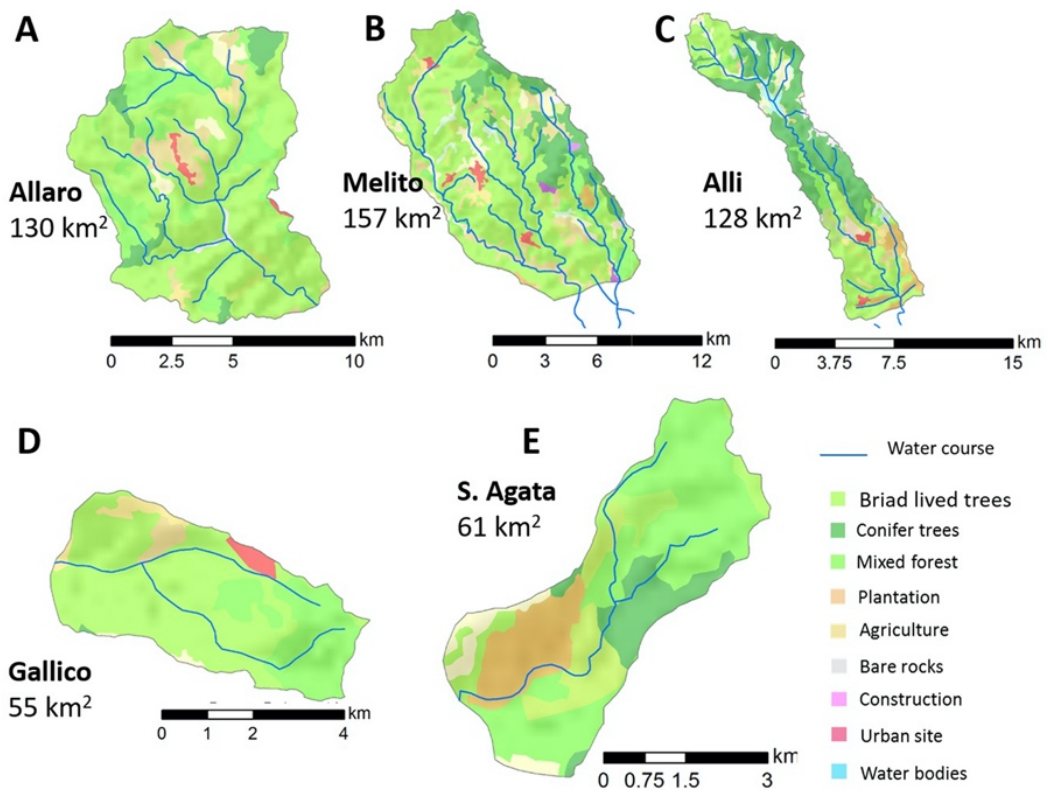 A
Allaro
130 km²
0 2.5 5 10 km
B
Melito
157 km²
0 3 6 12 km
C
Alli
128 km²
0 3.75 7.5 15 km
D
Gallico
55 km²
0 1 2 4 km
E
S. Agata
61 km²
0 0.75 1.5 3 km
Water course
Briad lived trees
Conifer trees
Mixed forest
Plantation
Agriculture
Bare rocks
Construction
Urban site
Water bodies